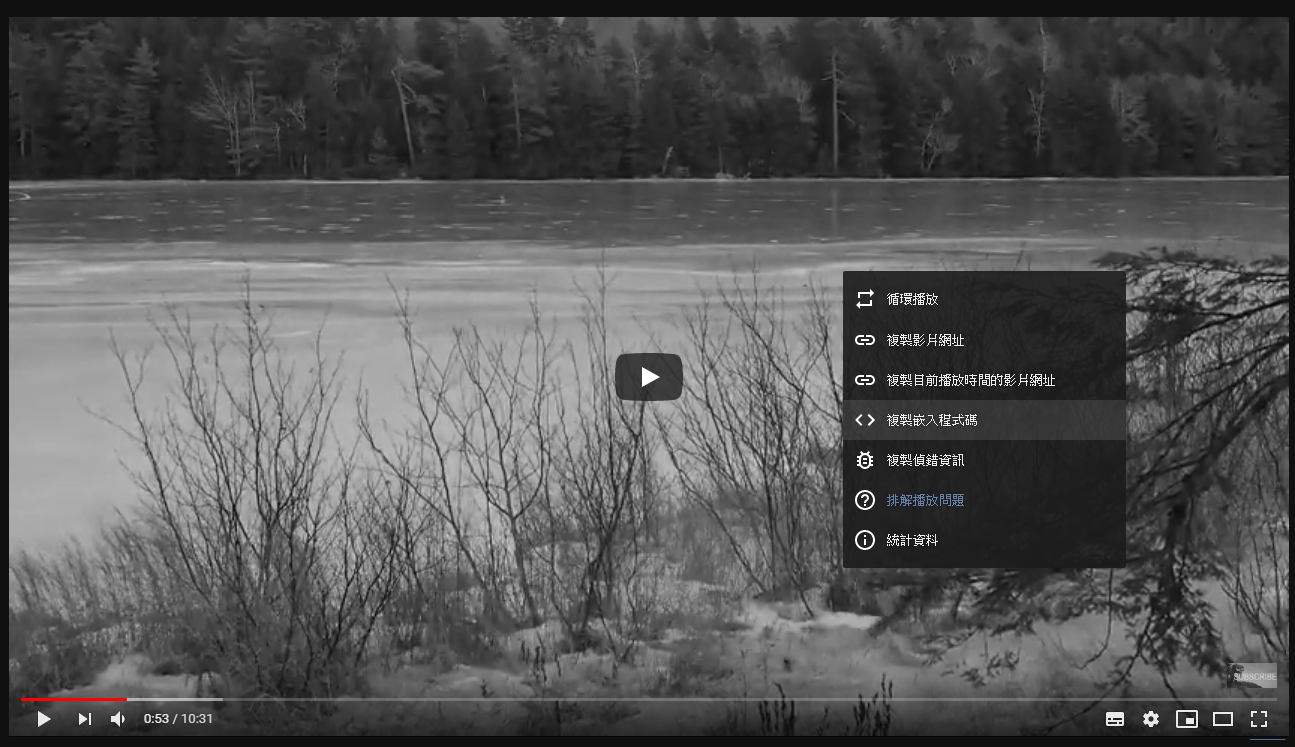 循環播放
複製影片網址
複製目前播放時間的影片網址
複製嵌入程式碼
複製偵錯資訊
排解播放問題
統計資料
SUBSCRIBE
0:53 / 10:31